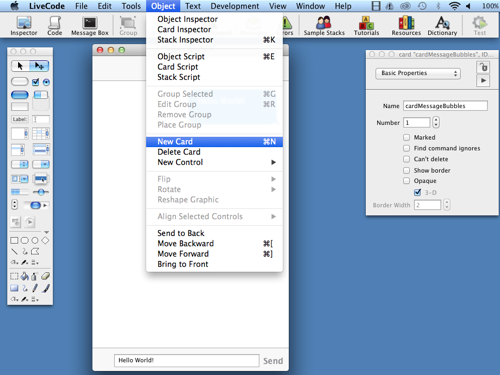 LiveCode File Edit Tools Object Text Development View Window Help 100%
Inspector Code Message Box Group Sample Stacks Tutorials Resources Dictionary Test
Object Inspector
Card Inspector
Stack Inspector ⌘K
Object Script ⌘E
Card Script
Stack Script
Group Selected ⌘G
Edit Group ⌘R
Remove Group
Place Group
New Card ⌘N
Delete Card
New Control
Flip
Rotate
Reshape Graphic
Align Selected Controls
Send to Back
Move Backward ⌘[
Move Forward ⌘]
Bring to Front
Label:
Hello World! Send
card "cardMessageBubbles", ID
Basic Properties
Name cardMessageBubbles
Number 1
Marked
Find command ignores
Can't delete
Show border
Opaque
3-D
Border Width 2